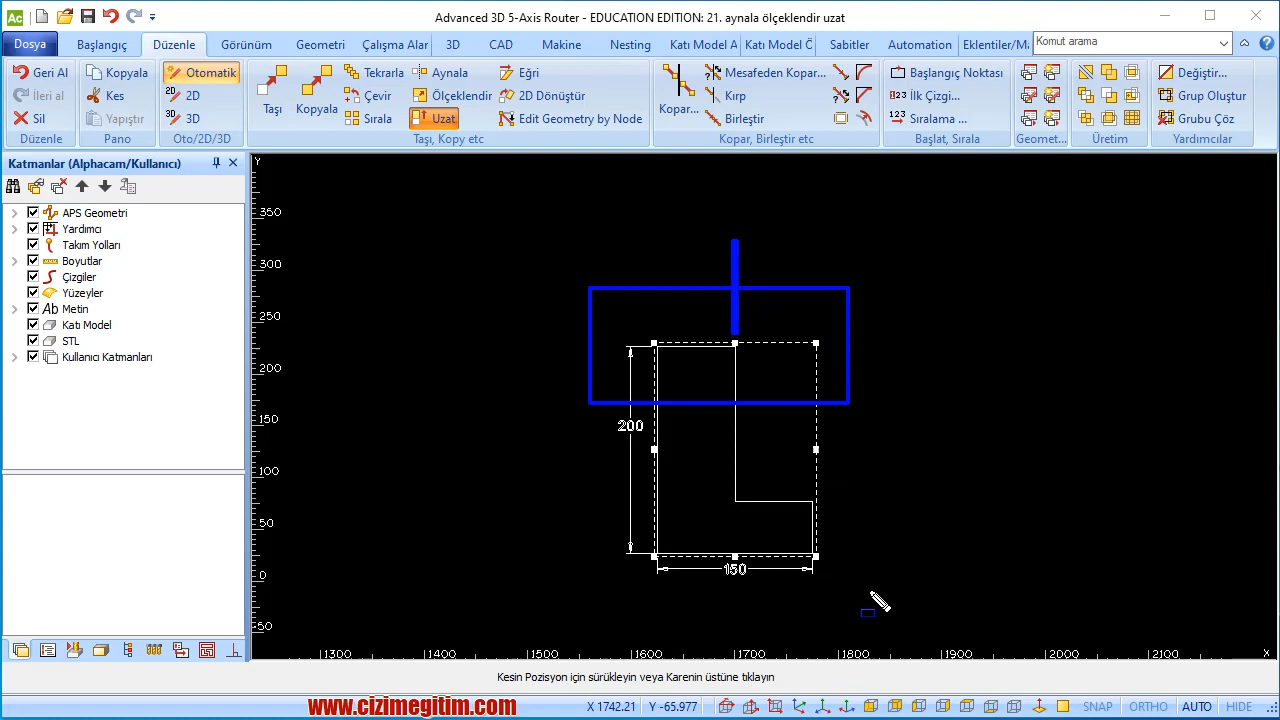 Advanced 3D 5-Axis Router - EDUCATION EDITION: 21. aynala ölçeklendir uzat
Dosya Başlangıç Düzenle Görünüm Geometri Çalışma Alar 3D CAD Makine Nesting Katı Model A Katı Model Ö Sabitler Automation Eklentiler/Ma Komut arama
Geri Al Kopyala Otomatik Tekrarla Aynala Eğri Mesafeden Kopar... Başlangıç Noktası Değiştir...
İleri al Kes 2D Taşı Kopyala Çevir Ölçeklendir 2D Dönüştür Kopar... Kırp İlk Çizgi... Grup Oluştur
Sil Yapıştır 3D Sırala Uzat Edit Geometry by Node Birleştir Sıralama ... Grubu Çöz
Düzenle Pano Oto/2D/3D Taşı, Kopy etc Kopar, Birleştir etc Başlat, Sırala Geomet... Üretim Yardımcılar
Katmanlar (Alphacam/Kullanıcı)
APS Geometri
Yardımcı
Takım Yolları
Boyutlar
Çizgiler
Yüzeyler
Ab Metin
Katı Model
STL
Kullanıcı Katmanları
Y
350
300
250
200
150
100
50
0
50
200
150
1300 1400 1500 1600 1700 1800 1900 2000 2100 X
Kesin Pozisyon için sürükleyin veya Karenin üstüne tıklayın
www.cizimegitim.com X 1742.21 Y -65.977 SNAP ORTHO AUTO HIDE